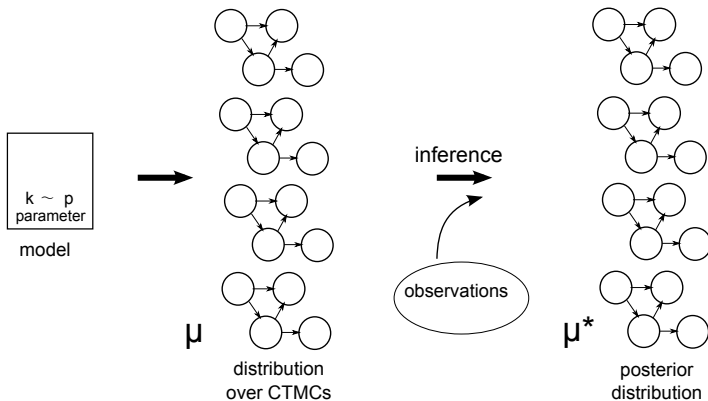 k ~ p
parameter
model
μ
distribution
over CTMCs
inference
observations
μ*
posterior
distribution